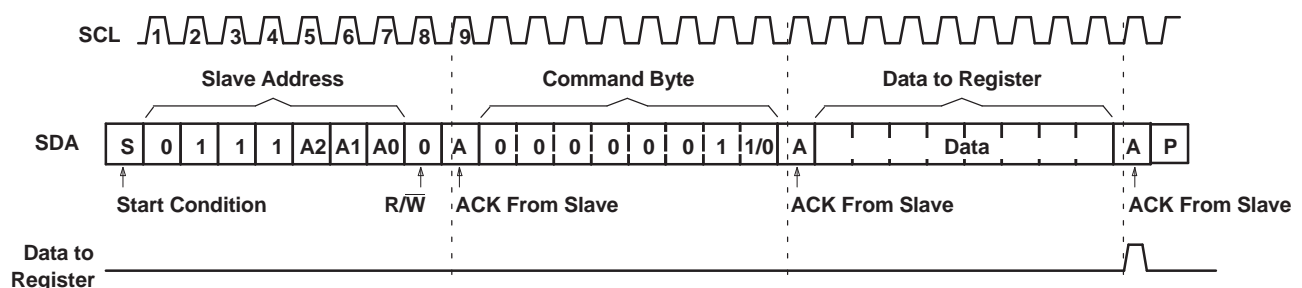 SCL 1 2 3 4 5 6 7 8 9
Slave Address Command Byte Data to Register
SDA S 0 1 1 1 A2 A1 A0 0 A 0 0 0 0 0 0 1 1/0 A Data A P
Start Condition R/W ACK From Slave ACK From Slave ACK From Slave
Data to
Register